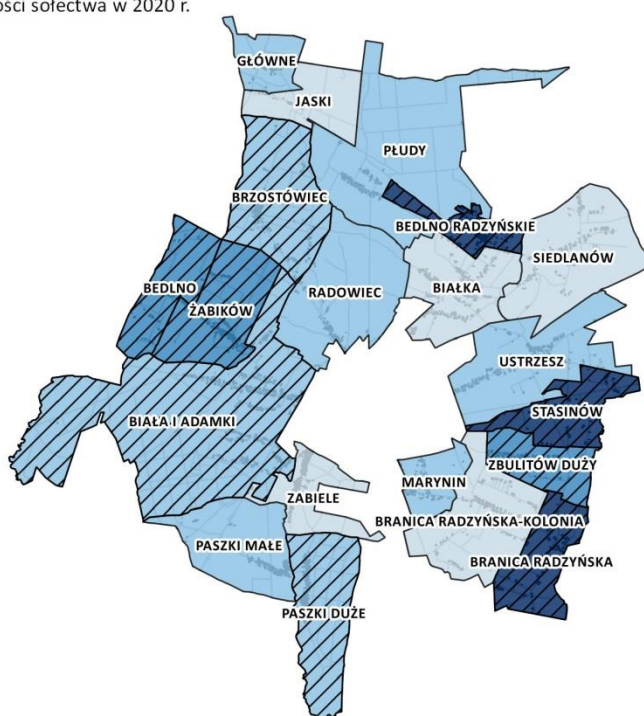 ości sołectwa w 2020 r.
GŁÓWNE
JASKI
PŁUDY
BRZOSTÓWIEC
BEDLNO RADZYŃSKIE
SIEDLANÓW
BEDLNO
ŻABIKÓW
RADOWIEC
BIAŁKA
USTRZESZ
STASINÓW
BIAŁA I ADAMKI
ZBULITÓW DUŻY
ZABIELE
MARYNIN
BRANICA RADZYŃSKA-KOLONIA
PASZKI MAŁE
BRANICA RADZYŃSKA
PASZKI DUŻE